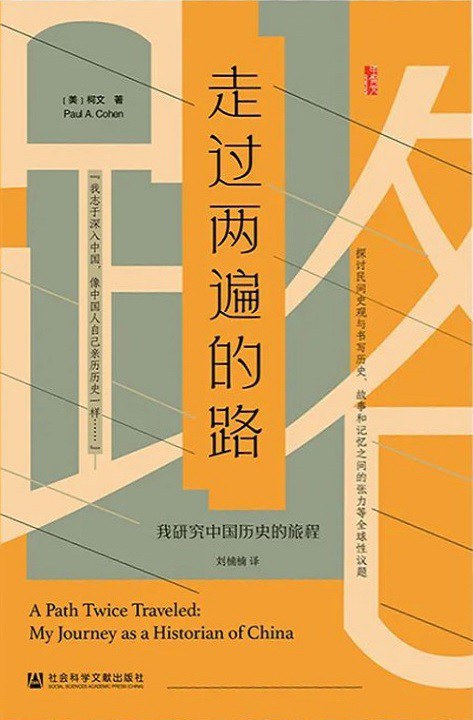 ［美］柯文 著
Paul A. Cohen
走过两遍的路
『我志于深入中国，像中国人自己亲历历史一样……』
探讨民间史观与书写历史、故事和记忆之间的张力等全球性议题
我研究中国历史的旅程
刘楠楠 译
A Path Twice Traveled:
My Journey as a Historian of China
社会科学文献出版社
SOCIAL SCIENCES ACADEMIC PRESS (CHINA)